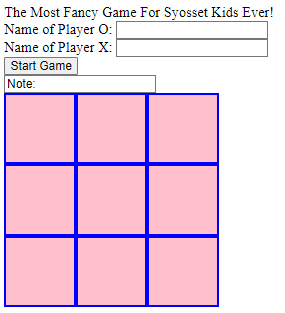 The Most Fancy Game For Syosset Kids Ever!
Name of Player O:
Name of Player X:
Start Game
Note: